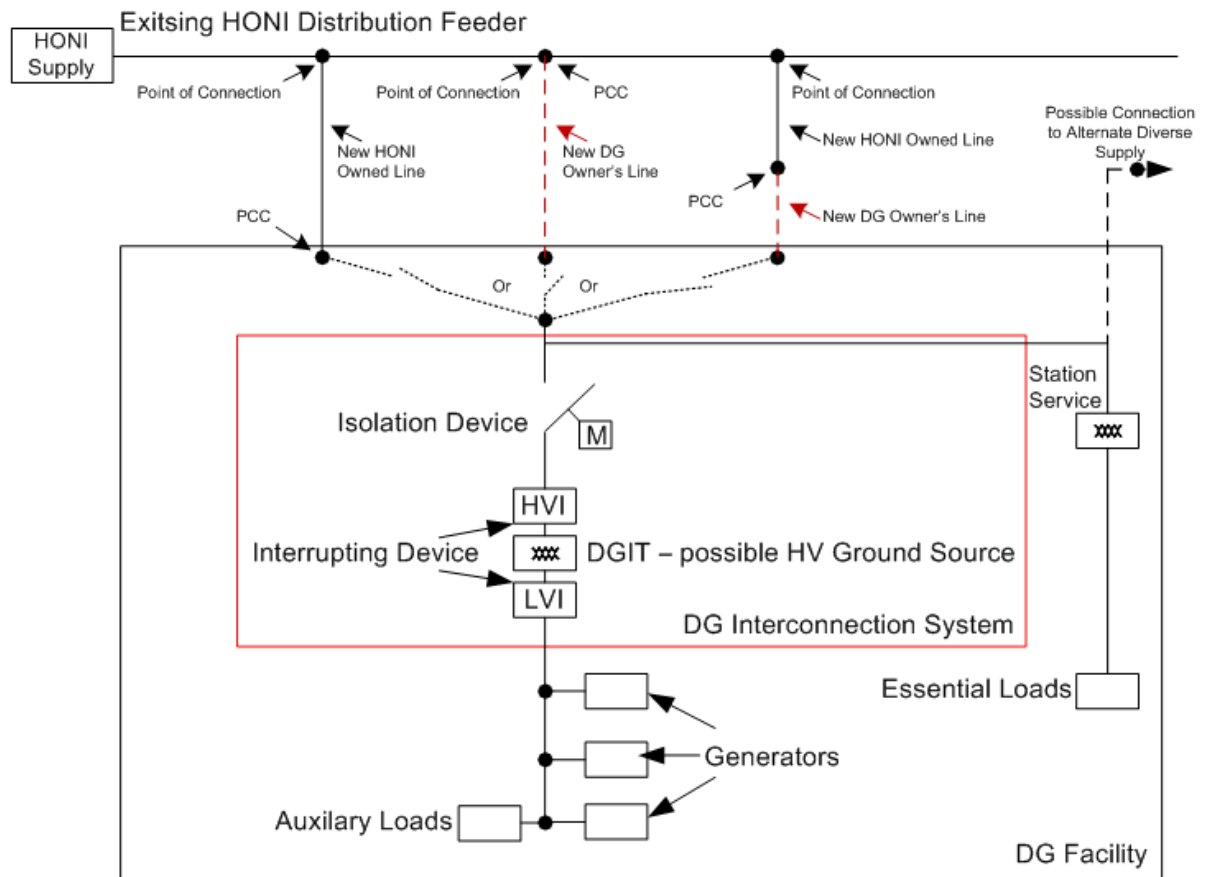 Exitsing HONI Distribution Feeder
HONI
Supply
Point of Connection
Point of Connection
PCC
Point of Connection
Possible Connection
to Alternate Diverse
Supply
New HONI
Owned Line
New DG
Owner's Line
New HONI Owned Line
PCC
New DG Owner's Line
PCC
Or
Or
Station
Service
Isolation Device
M
HVI
Interrupting Device
DGIT – possible HV Ground Source
LVI
DG Interconnection System
Essential Loads
Generators
Auxilary Loads
DG Facility